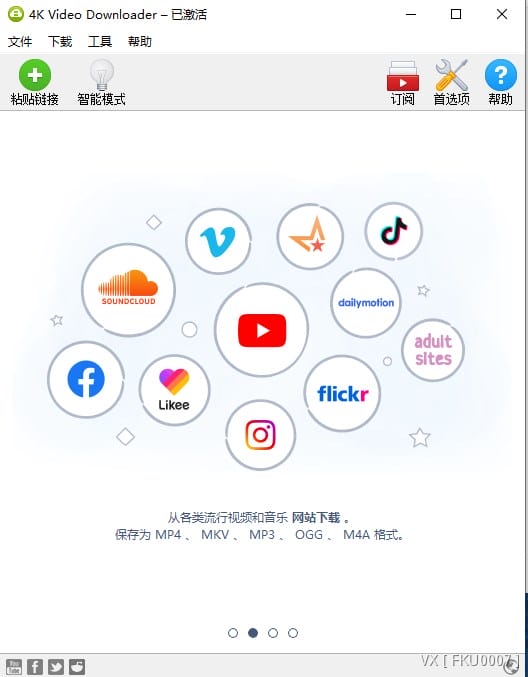 4K Video Downloader – 已激活
文件 下载 工具 帮助
粘贴链接 智能模式 订阅 首选项 帮助
SOUNDCLOUD
dailymotion
adult
sites
Likee
flickr
从各类流行视频和音乐 网站下载 。
保存为 MP4 、 MKV 、 MP3 、 OGG 、 M4A 格式。
You
Tube
VX [ FKU0007 ]